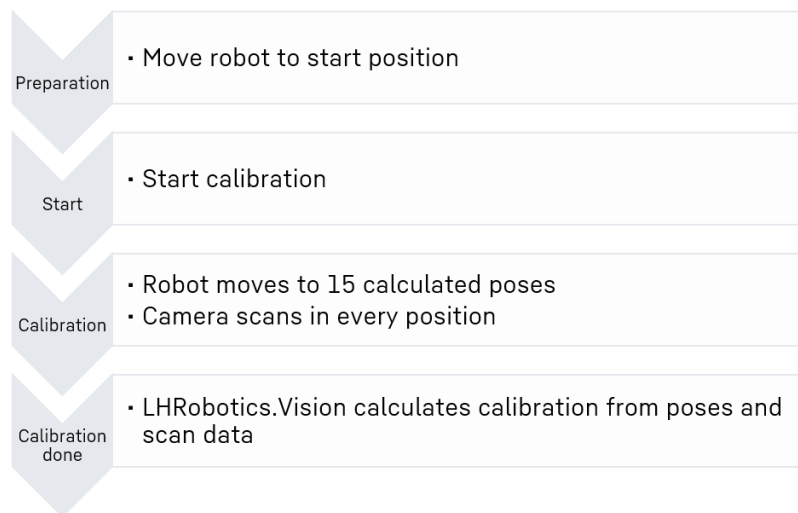 Preparation
▪ Move robot to start position
Start
▪ Start calibration
Calibration
▪ Robot moves to 15 calculated poses
▪ Camera scans in every position
Calibration
done
▪ LHRobotics.Vision calculates calibration from poses and
scan data